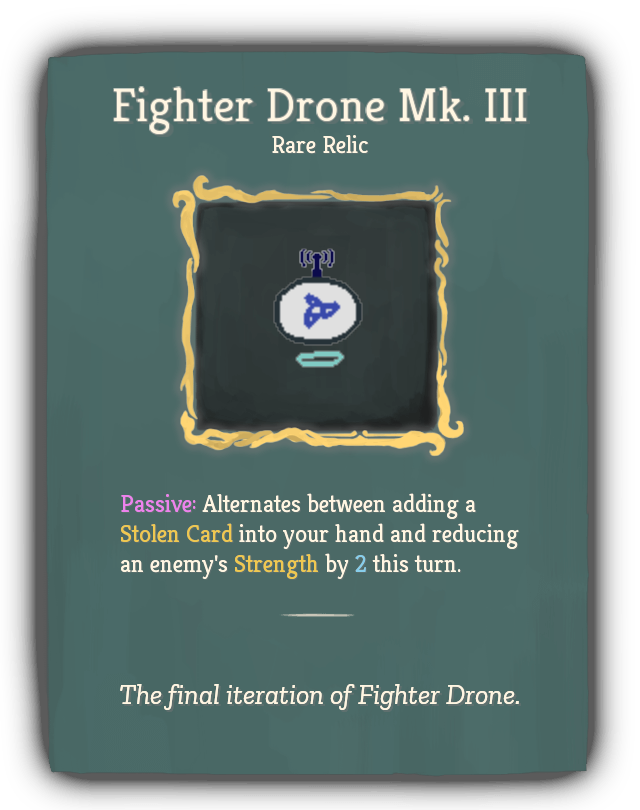 Fighter Drone Mk. III
Rare Relic
Passive: Alternates between adding a
Stolen Card into your hand and reducing
an enemy's Strength by 2 this turn.
The final iteration of Fighter Drone.